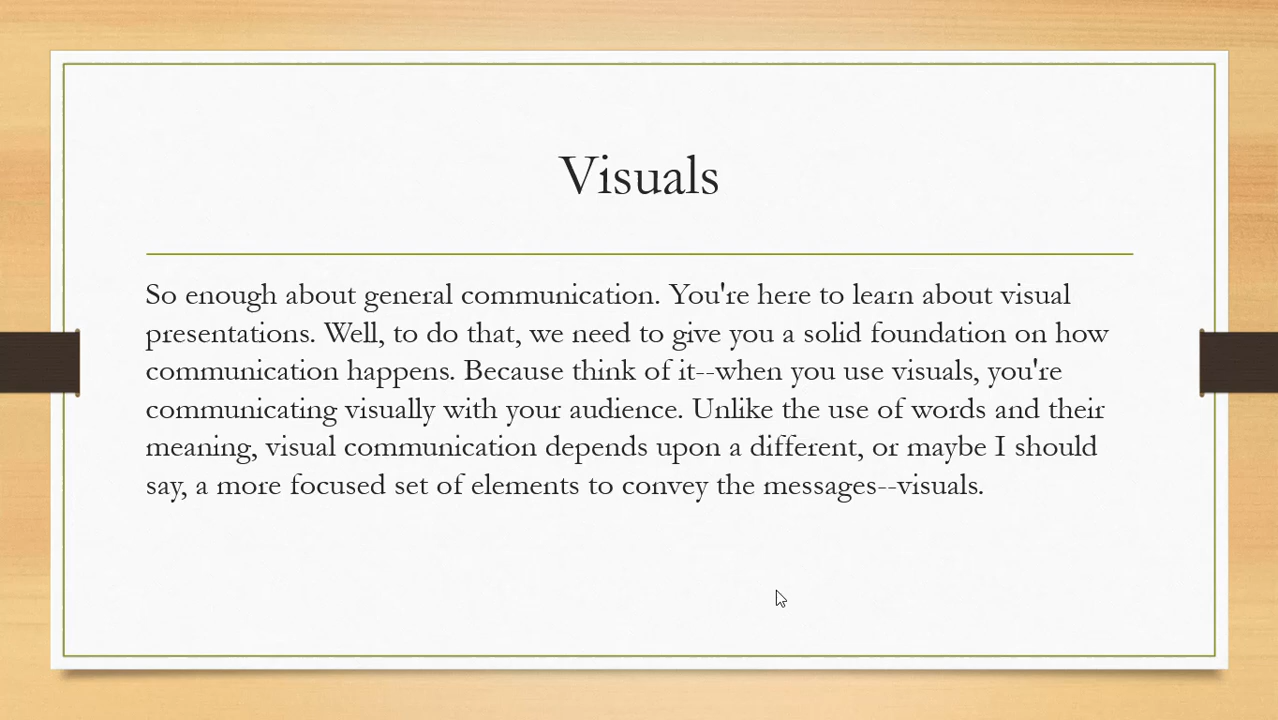 Visuals
So enough about general communication. You're here to learn about visual
presentations. Well, to do that, we need to give you a solid foundation on how
communication happens. Because think of it--when you use visuals, you're
communicating visually with your audience. Unlike the use of words and their
meaning, visual communication depends upon a different, or maybe I should
say, a more focused set of elements to convey the messages--visuals.